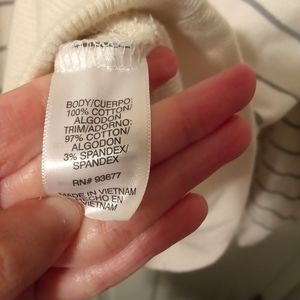 BODY/CUERPO:
100% COTTON/
ALGODON
TRIM/ADORNO:
97% COTTON/
ALGODON
3% SPANDEX/
SPANDEX
RN# 93677
MADE IN VIETNAM
HECHO EN
VIETNAM